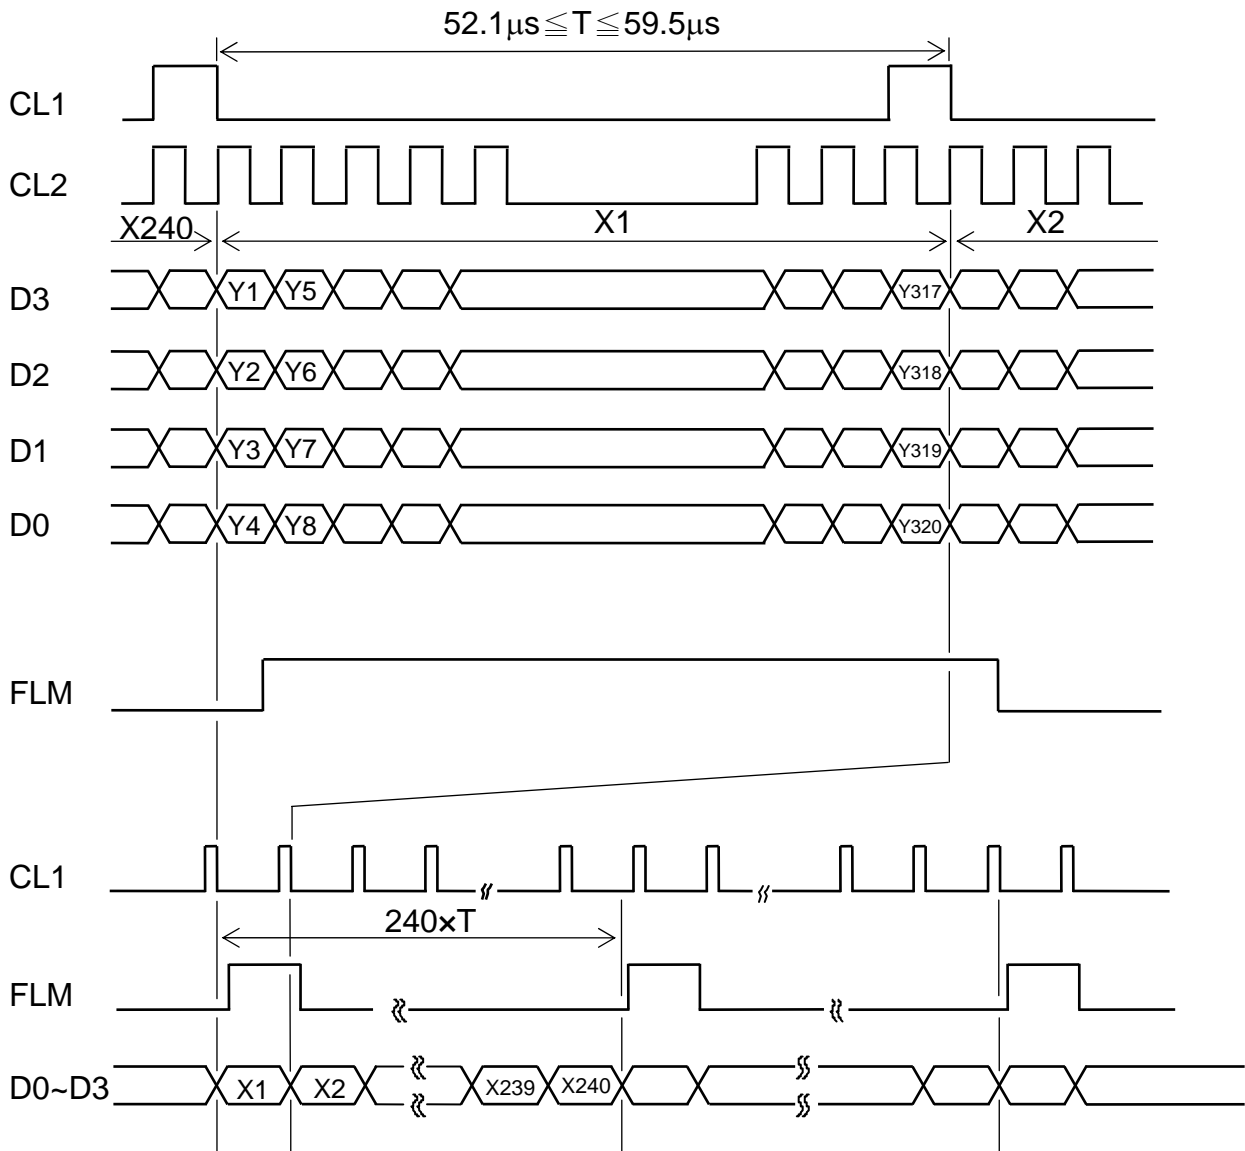 52.1μs≦T≦59.5μs
CL1
CL2
X240 X1 X2
D3 Y1 Y5 Y317
D2 Y2 Y6 Y318
D1 Y3 Y7 Y319
D0 Y4 Y8 Y320
FLM
CL1
240×T
FLM
D0~D3 X1 X2 X239 X240